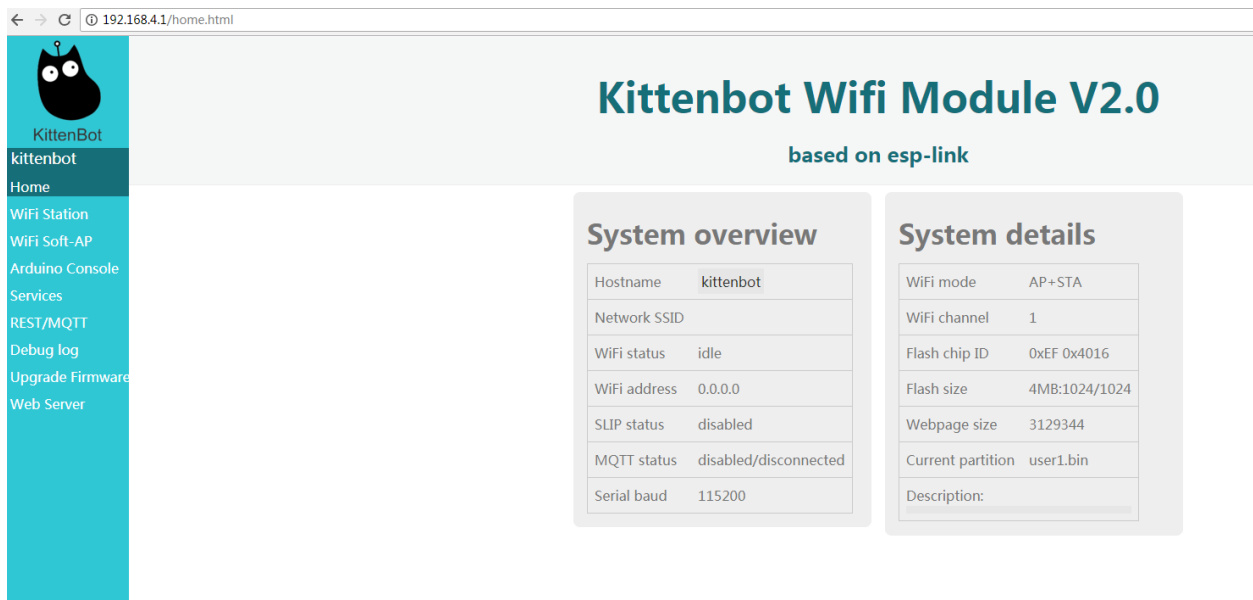 192.168.4.1/home.html
KittenBot
kittenbot
Home
WiFi Station
WiFi Soft-AP
Arduino Console
Services
REST/MQTT
Debug log
Upgrade Firmware
Web Server
Kittenbot Wifi Module V2.0
based on esp-link
System overview
Hostname kittenbot
Network SSID
WiFi status idle
WiFi address 0.0.0.0
SLIP status disabled
MQTT status disabled/disconnected
Serial baud 115200
System details
WiFi mode AP+STA
WiFi channel 1
Flash chip ID 0xEF 0x4016
Flash size 4MB:1024/1024
Webpage size 3129344
Current partition user1.bin
Description: